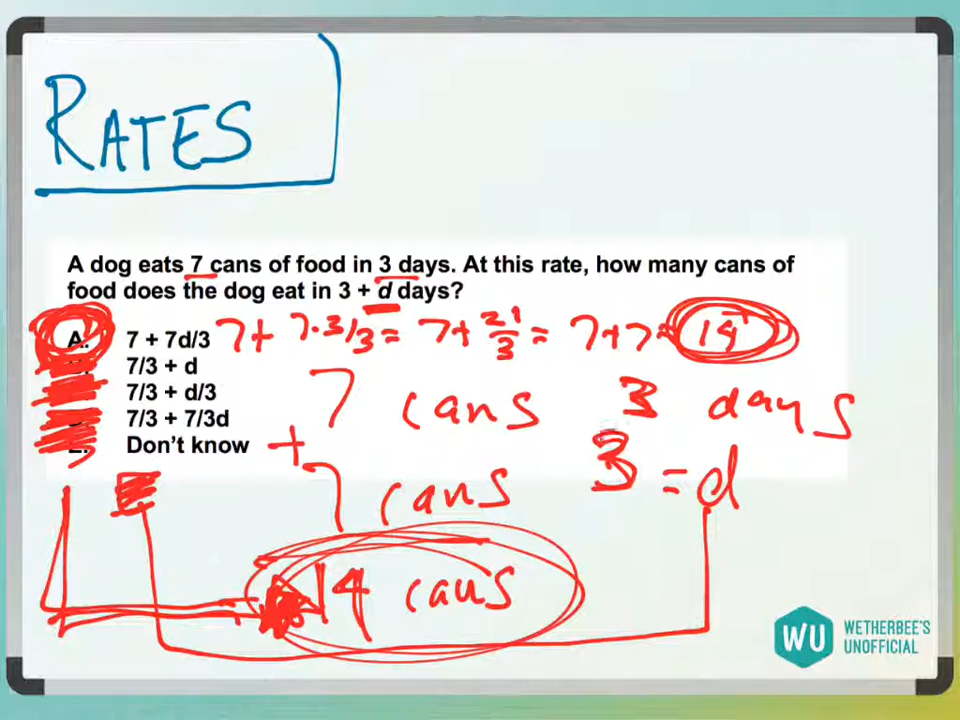 RATES
A dog eats 7 cans of food in 3 days. At this rate, how many cans of
food does the dog eat in 3 + d days?
A. 7 + 7d/3 7+ 7·3/3 = 7+ 21/3 = 7+7= 14
7/3 + d
7/3 + d/3
7/3 + 7/3d
Don't know
7 cans 3 days
+ 7 cans 3 = d
14 cans
WU WETHERBEE'S
UNOFFICIAL